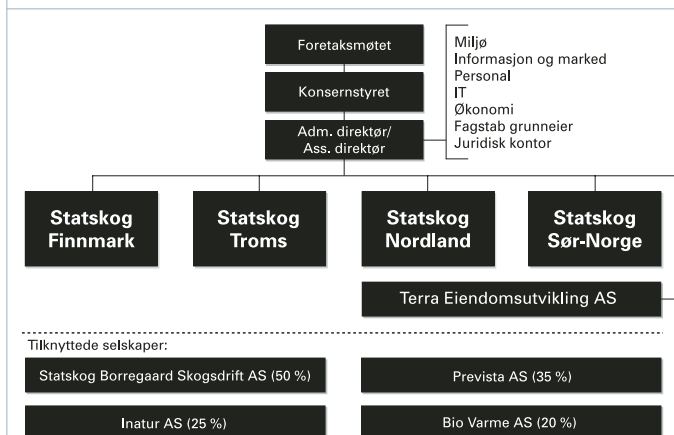 Foretaksmøtet
Konsernstyret
Adm. direktør/
Ass. direktør
Miljø
Informasjon og marked
Personal
IT
Økonomi
Fagstab grunneier
Juridisk kontor
Statskog
Finnmark
Statskog
Troms
Statskog
Nordland
Statskog
Sør-Norge
Terra Eiendomsutvikling AS
Tilknyttede selskaper:
Statskog Borregaard Skogsdrift AS (50 %)
Prevista AS (35 %)
Inatur AS (25 %)
Bio Varme AS (20 %)